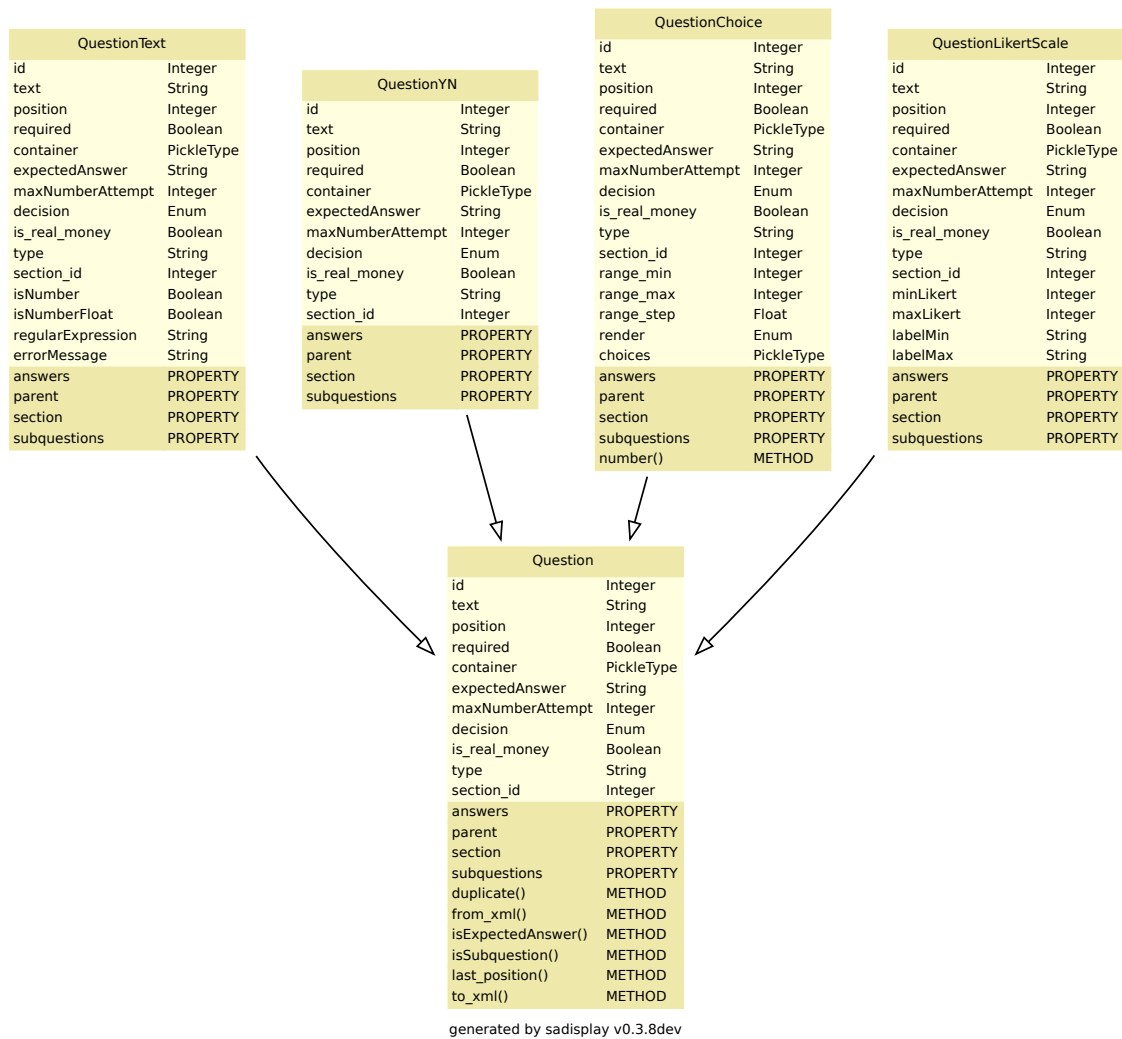 QuestionText
id Integer
text String
position Integer
required Boolean
container PickleType
expectedAnswer String
maxNumberAttempt Integer
decision Enum
is_real_money Boolean
type String
section_id Integer
isNumber Boolean
isNumberFloat Boolean
regularExpression String
errorMessage String
answers PROPERTY
parent PROPERTY
section PROPERTY
subquestions PROPERTY
QuestionYN
id Integer
text String
position Integer
required Boolean
container PickleType
expectedAnswer String
maxNumberAttempt Integer
decision Enum
is_real_money Boolean
type String
section_id Integer
answers PROPERTY
parent PROPERTY
section PROPERTY
subquestions PROPERTY
QuestionChoice
id Integer
text String
position Integer
required Boolean
container PickleType
expectedAnswer String
maxNumberAttempt Integer
decision Enum
is_real_money Boolean
type String
section_id Integer
range_min Integer
range_max Integer
range_step Float
render Enum
choices PickleType
answers PROPERTY
parent PROPERTY
section PROPERTY
subquestions PROPERTY
number() METHOD
QuestionLikertScale
id Integer
text String
position Integer
required Boolean
container PickleType
expectedAnswer String
maxNumberAttempt Integer
decision Enum
is_real_money Boolean
type String
section_id Integer
minLikert Integer
maxLikert Integer
labelMin String
labelMax String
answers PROPERTY
parent PROPERTY
section PROPERTY
subquestions PROPERTY
Question
id Integer
text String
position Integer
required Boolean
container PickleType
expectedAnswer String
maxNumberAttempt Integer
decision Enum
is_real_money Boolean
type String
section_id Integer
answers PROPERTY
parent PROPERTY
section PROPERTY
subquestions PROPERTY
duplicate() METHOD
from_xml() METHOD
isExpectedAnswer() METHOD
isSubquestion() METHOD
last_position() METHOD
to_xml() METHOD
generated by sadisplay v0.3.8dev